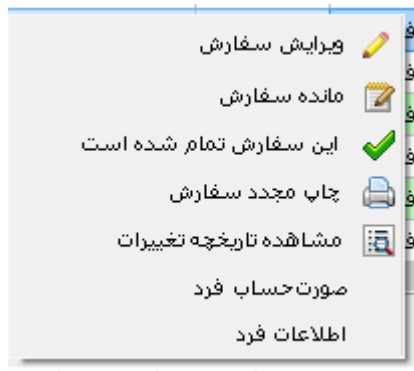 ویرایش سفارش
مانده سفارش
این سفارش تمام شده است
چاپ مجدد سفارش
مشاهده تاریخچه تغییرات
صورت‌حساب فرد
اطلاعات فرد